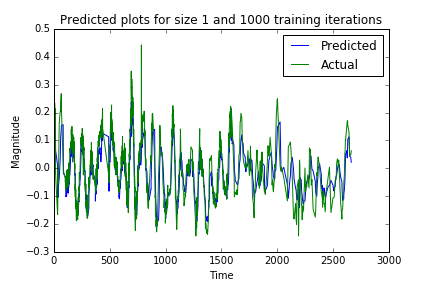 Predicted plots for size 1 and 1000 training iterations
0.5
0.4
0.3
0.2
0.1
0.0
−0.1
−0.2
−0.3
Magnitude
Predicted
Actual
0 500 1000 1500 2000 2500 3000
Time